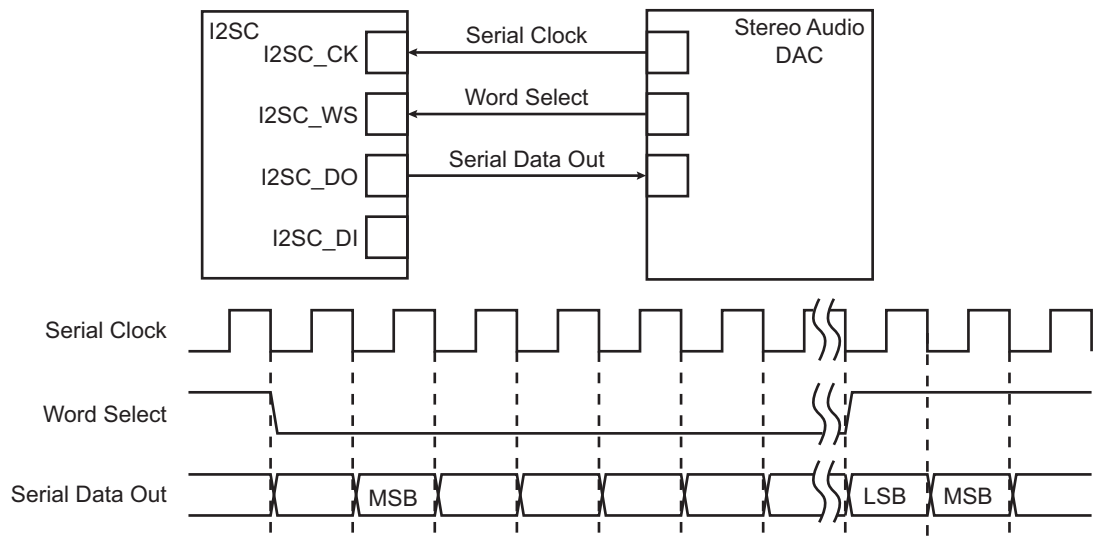 I2SC
Stereo Audio
DAC
I2SC_CK
Serial Clock
I2SC_WS
Word Select
I2SC_DO
Serial Data Out
I2SC_DI
Serial Clock
Word Select
Serial Data Out
MSB
LSB
MSB